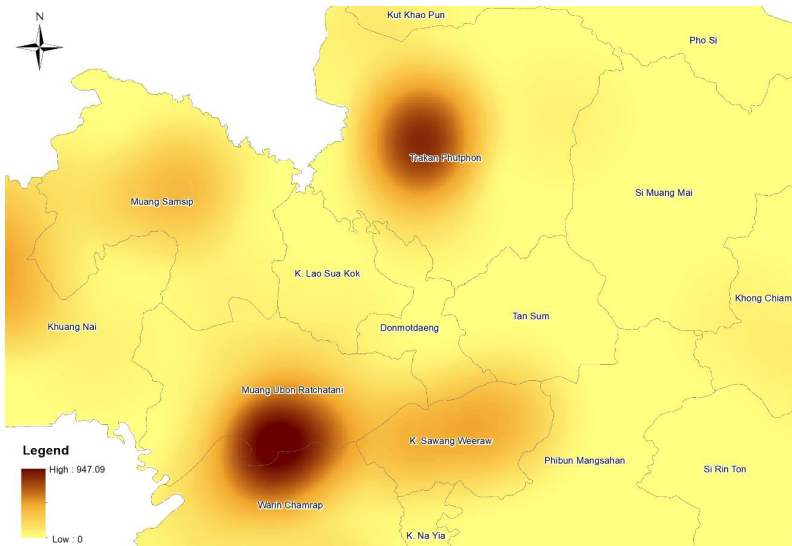 N
Kut Khao Pun
Pho Si
Trakan Phutphon
Muang Samsip
Si Muang Mai
K. Lao Sua Kok
Khong Chiam
Khuang Nai
Donmotdaeng
Tan Sum
Muang Ubon Ratchatani
K. Sawang Weeraw
Phibun Mangsahan
Si Rin Ton
Warin Chamrap
K. Na Yia
Legend
High : 947.09
Low : 0